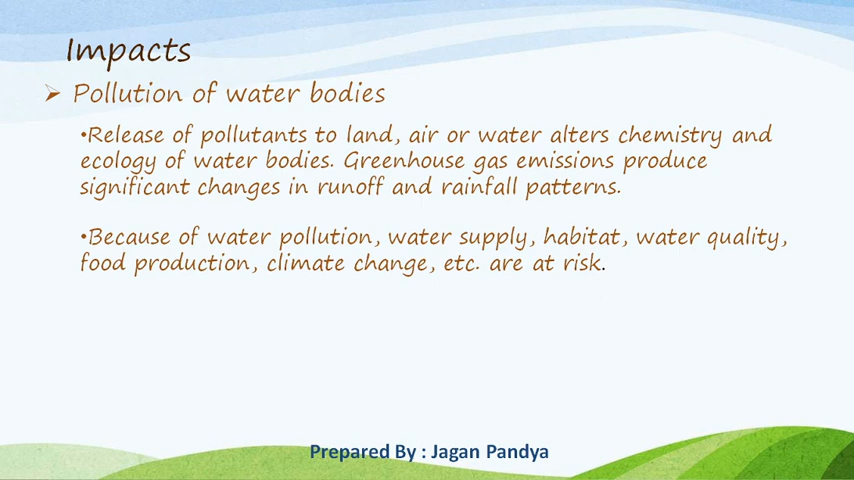 Impacts
➢ Pollution of water bodies
•Release of pollutants to land, air or water alters chemistry and
ecology of water bodies. Greenhouse gas emissions produce
significant changes in runoff and rainfall patterns.
•Because of water pollution, water supply, habitat, water quality,
food production, climate change, etc. are at risk.
Prepared By : Jagan Pandya